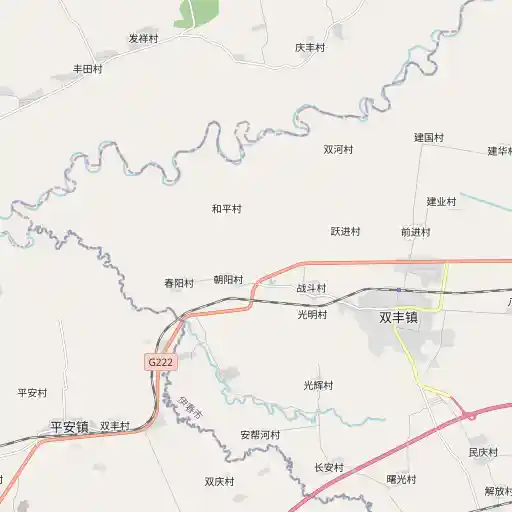 发祥村
庆丰村
丰田村
建国村
双河村
建华村
建业村
和平村
跃进村
前进村
春阳村
朝阳村
战斗村
光明村
双丰镇
G222
光辉村
平安村
伊春市
平安镇
双丰村
安帮河村
民庆村
长安村
双庆村
曙光村
解放村